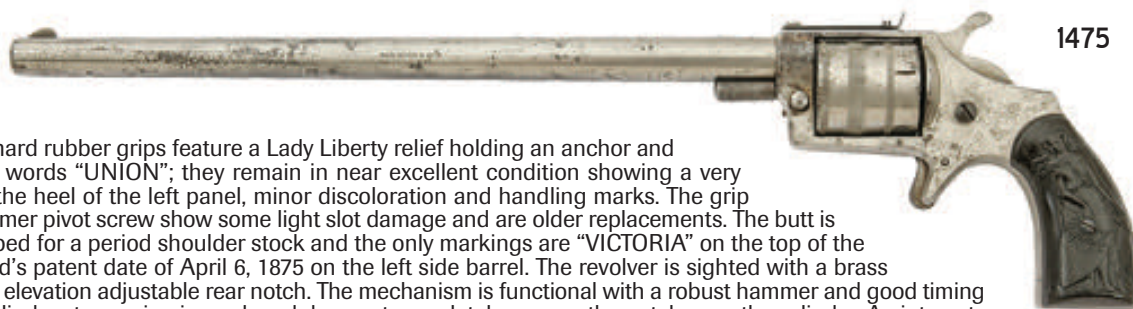 1475
hard rubber grips feature a Lady Liberty relief holding an anchor and
words “UNION”; they remain in near excellent condition showing a very
the heel of the left panel, minor discoloration and handling marks. The grip
mer pivot screw show some light slot damage and are older replacements. The butt is
ped for a period shoulder stock and the only markings are “VICTORIA” on the top of the
d’s patent date of April 6, 1875 on the left side barrel. The revolver is sighted with a brass
elevation adjustable rear notch. The mechanism is functional with a robust hammer and good timing